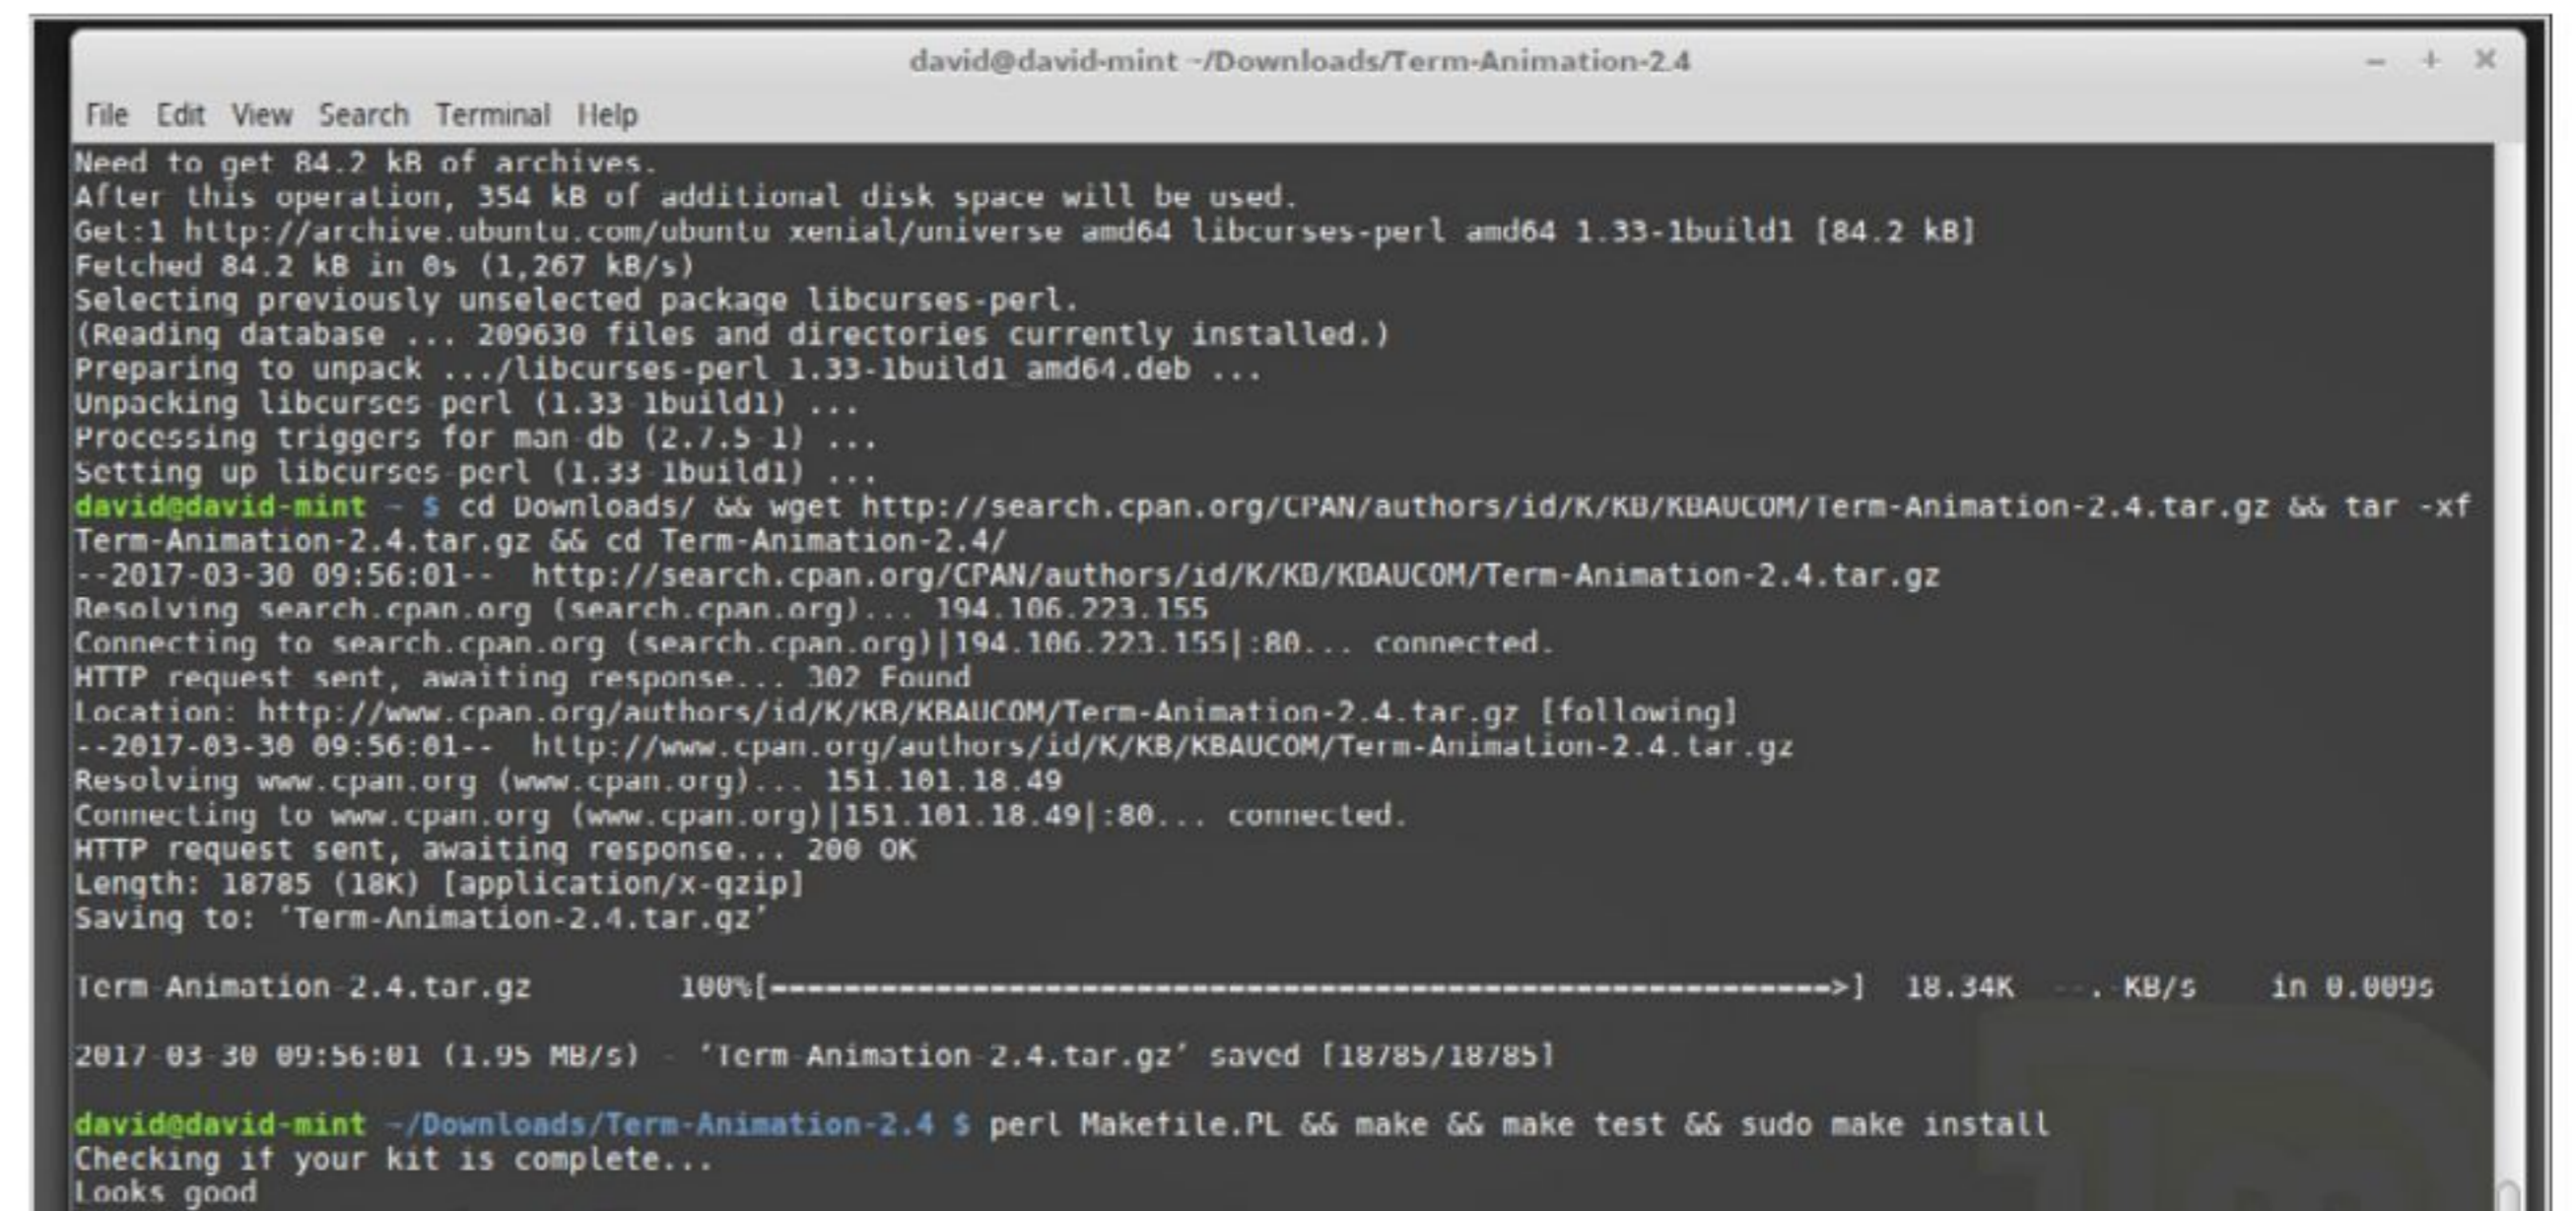 david@david-mint ~/Downloads/Term-Animation-2.4
File Edit View Search Terminal Help
Need to get 84.2 kB of archives.
After this operation, 354 kB of additional disk space will be used.
Get:1 http://archive.ubuntu.com/ubuntu xenial/universe amd64 libcurses-perl amd64 1.33-1build1 [84.2 kB]
Fetched 84.2 kB in 0s (1,267 kB/s)
Selecting previously unselected package libcurses-perl.
(Reading database ... 209630 files and directories currently installed.)
Preparing to unpack .../libcurses-perl_1.33-1build1_amd64.deb ...
Unpacking libcurses-perl (1.33-1build1) ...
Processing triggers for man-db (2.7.5-1) ...
Setting up libcurses-perl (1.33-1build1) ...
david@david-mint ~ $ cd Downloads/ && wget http://search.cpan.org/CPAN/authors/id/K/KB/KBAUCOM/Term-Animation-2.4.tar.gz && tar -xf
Term-Animation-2.4.tar.gz && cd Term-Animation-2.4/
--2017-03-30 09:56:01--  http://search.cpan.org/CPAN/authors/id/K/KB/KBAUCOM/Term-Animation-2.4.tar.gz
Resolving search.cpan.org (search.cpan.org)... 194.106.223.155
Connecting to search.cpan.org (search.cpan.org)|194.106.223.155|:80... connected.
HTTP request sent, awaiting response... 302 Found
Location: http://www.cpan.org/authors/id/K/KB/KBAUCOM/Term-Animation-2.4.tar.gz [following]
--2017-03-30 09:56:01--  http://www.cpan.org/authors/id/K/KB/KBAUCOM/Term-Animation-2.4.tar.gz
Resolving www.cpan.org (www.cpan.org)... 151.101.18.49
Connecting to www.cpan.org (www.cpan.org)|151.101.18.49|:80... connected.
HTTP request sent, awaiting response... 200 OK
Length: 18785 (18K) [application/x-gzip]
Saving to: ‘Term-Animation-2.4.tar.gz’
Term-Animation-2.4.tar.gz 100%[==========================================================>] 18.34K --.-KB/s in 0.009s
2017-03-30 09:56:01 (1.95 MB/s) - ‘Term-Animation-2.4.tar.gz’ saved [18785/18785]
david@david-mint ~/Downloads/Term-Animation-2.4 $ perl Makefile.PL && make && make test && sudo make install
Checking if your kit is complete...
Looks good